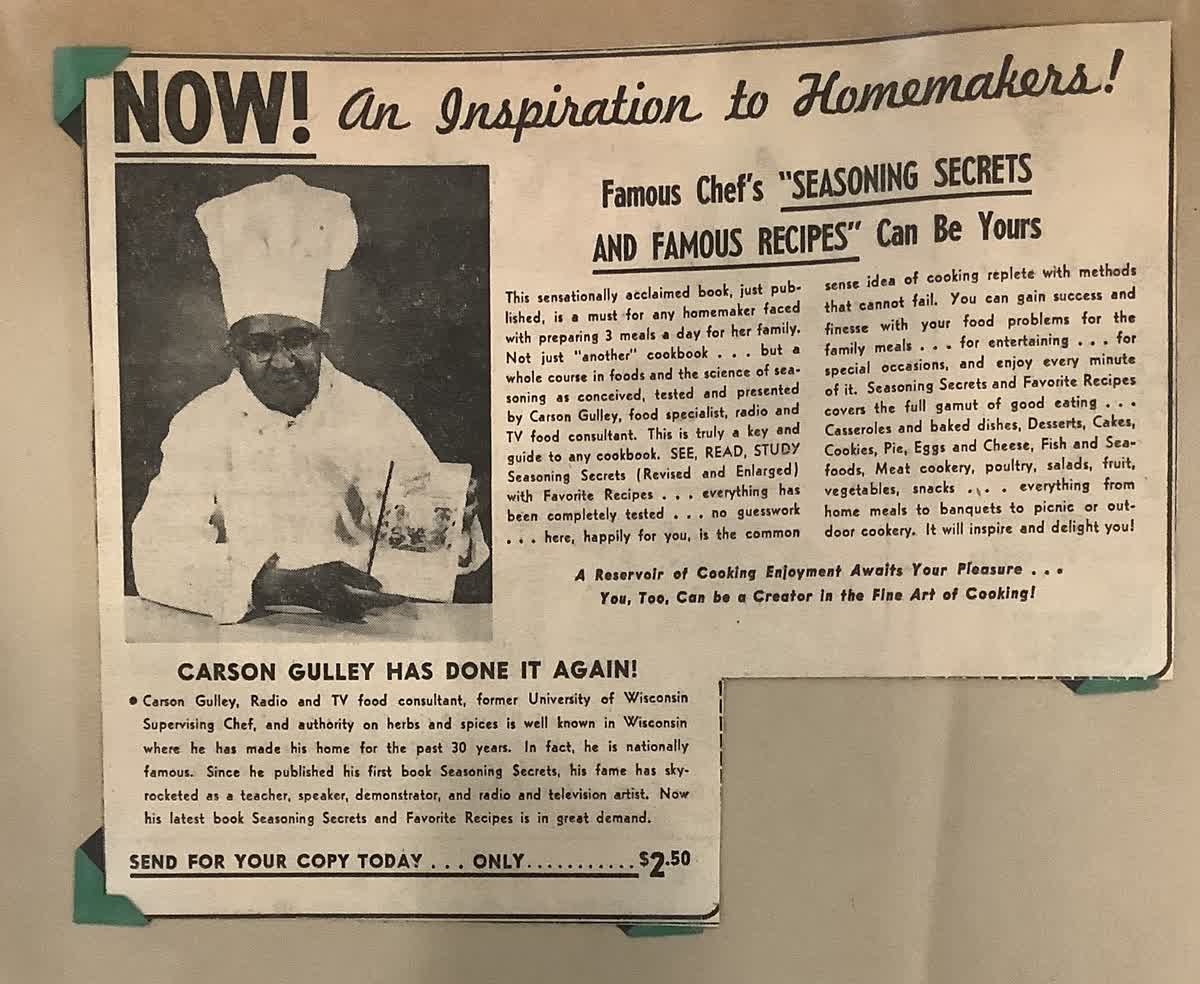 NOW! An Inspiration to Homemakers!
Famous Chef's "SEASONING SECRETS
AND FAMOUS RECIPES" Can Be Yours
This sensationally acclaimed book, just pub-
lished, is a must for any homemaker faced
with preparing 3 meals a day for her family.
Not just "another" cookbook . . . but a
whole course in foods and the science of sea-
soning as conceived, tested and presented
by Carson Gulley, food specialist, radio and
TV food consultant. This is truly a key and
guide to any cookbook. SEE, READ, STUDY
Seasoning Secrets (Revised and Enlarged)
with Favorite Recipes . . . everything has
been completely tested . . . no guesswork
. . . here, happily for you, is the common
sense idea of cooking replete with methods
that cannot fail. You can gain success and
finesse with your food problems for the
family meals . . . for entertaining . . . for
special occasions, and enjoy every minute
of it. Seasoning Secrets and Favorite Recipes
covers the full gamut of good eating . . .
Casseroles and baked dishes, Desserts, Cakes,
Cookies, Pie, Eggs and Cheese, Fish and Sea-
foods, Meat cookery, poultry, salads, fruit,
vegetables, snacks . . . . everything from
home meals to banquets to picnic or out-
door cookery. It will inspire and delight you!
A Reservoir of Cooking Enjoyment Awaits Your Pleasure . . .
You, Too, Can be a Creator in the Fine Art of Cooking!
CARSON GULLEY HAS DONE IT AGAIN!
• Carson Gulley, Radio and TV food consultant, former University of Wisconsin
Supervising Chef, and authority on herbs and spices is well known in Wisconsin
where he has made his home for the past 30 years. In fact, he is nationally
famous. Since he published his first book Seasoning Secrets, his fame has sky-
rocketed as a teacher, speaker, demonstrator, and radio and television artist. Now
his latest book Seasoning Secrets and Favorite Recipes is in great demand.
SEND FOR YOUR COPY TODAY . . . ONLY. . . . . . . . . . . $2.50